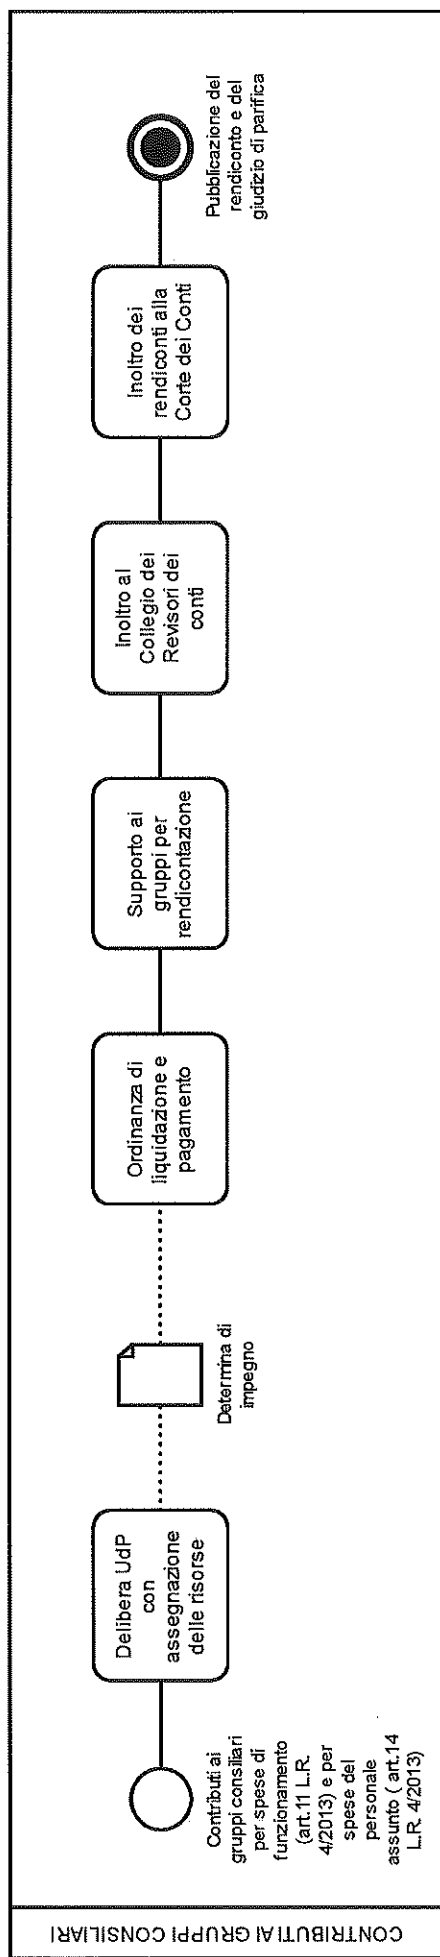 CONTRIBUTI AI GRUPPI CONSILIARI
Contributi ai
gruppi consiliari
per spese di
funzionamento
(art.11 L.R.
4/2013) e per
spese del
personale
assunto ( art.14
L.R. 4/2013)
Delibera UdP
con
assegnazione
delle risorse
Determina di
impegno
Ordinanza di
liquidazione e
pagamento
Supporto ai
gruppi per
rendicontazione
Inoltro al
Collegio dei
Revisori dei
conti
Inoltro dei
rendiconti alla
Corte dei Conti
Pubblicazione del
rendiconto e del
giudizio di parifica